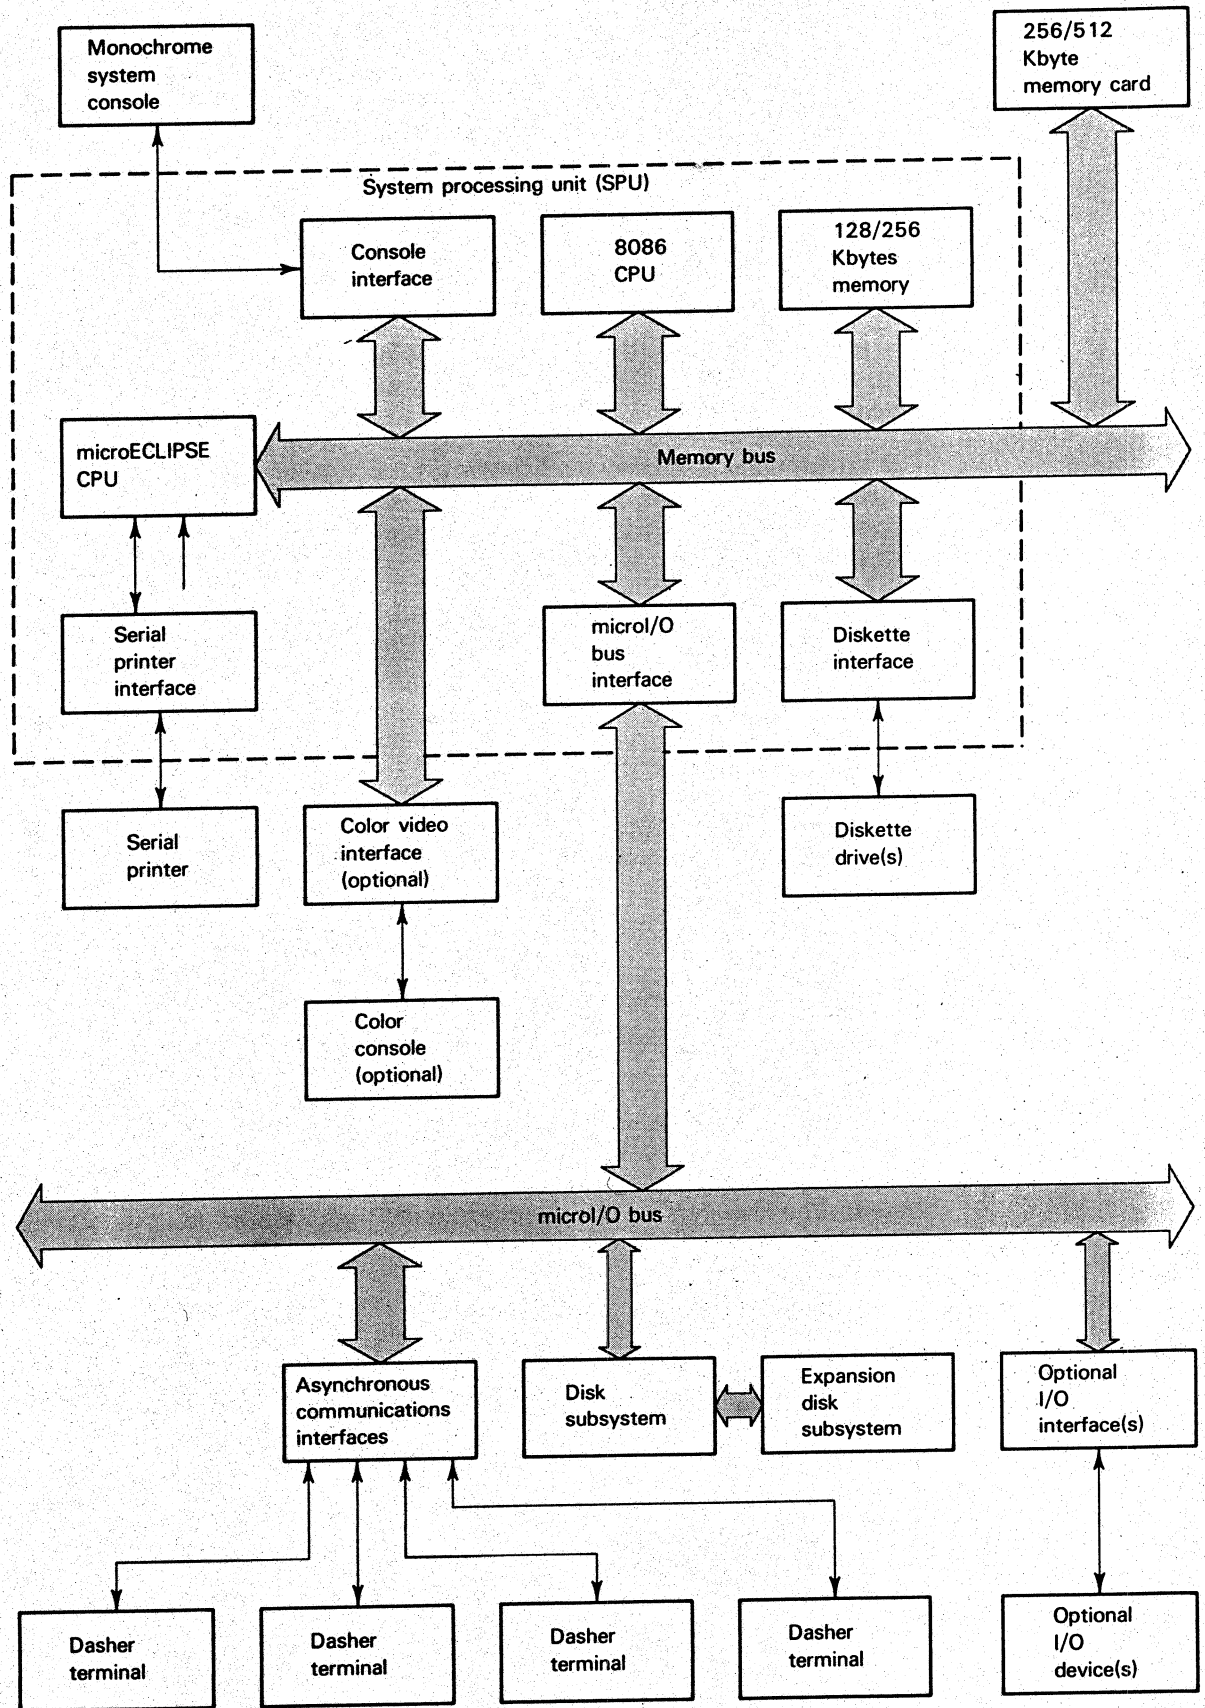 Monochrome
system
console
256/512
Kbyte
memory card
System processing unit (SPU)
Console
interface
8086
CPU
128/256
Kbytes
memory
microECLIPSE
CPU
Memory bus
Serial
printer
interface
microI/O
bus
interface
Diskette
interface
Serial
printer
Color video
interface
(optional)
Diskette
drive(s)
Color
console
(optional)
microI/O bus
Asynchronous
communications
interfaces
Disk
subsystem
Expansion
disk
subsystem
Optional
I/O
interface(s)
Dasher
terminal
Dasher
terminal
Dasher
terminal
Dasher
terminal
Optional
I/O
device(s)